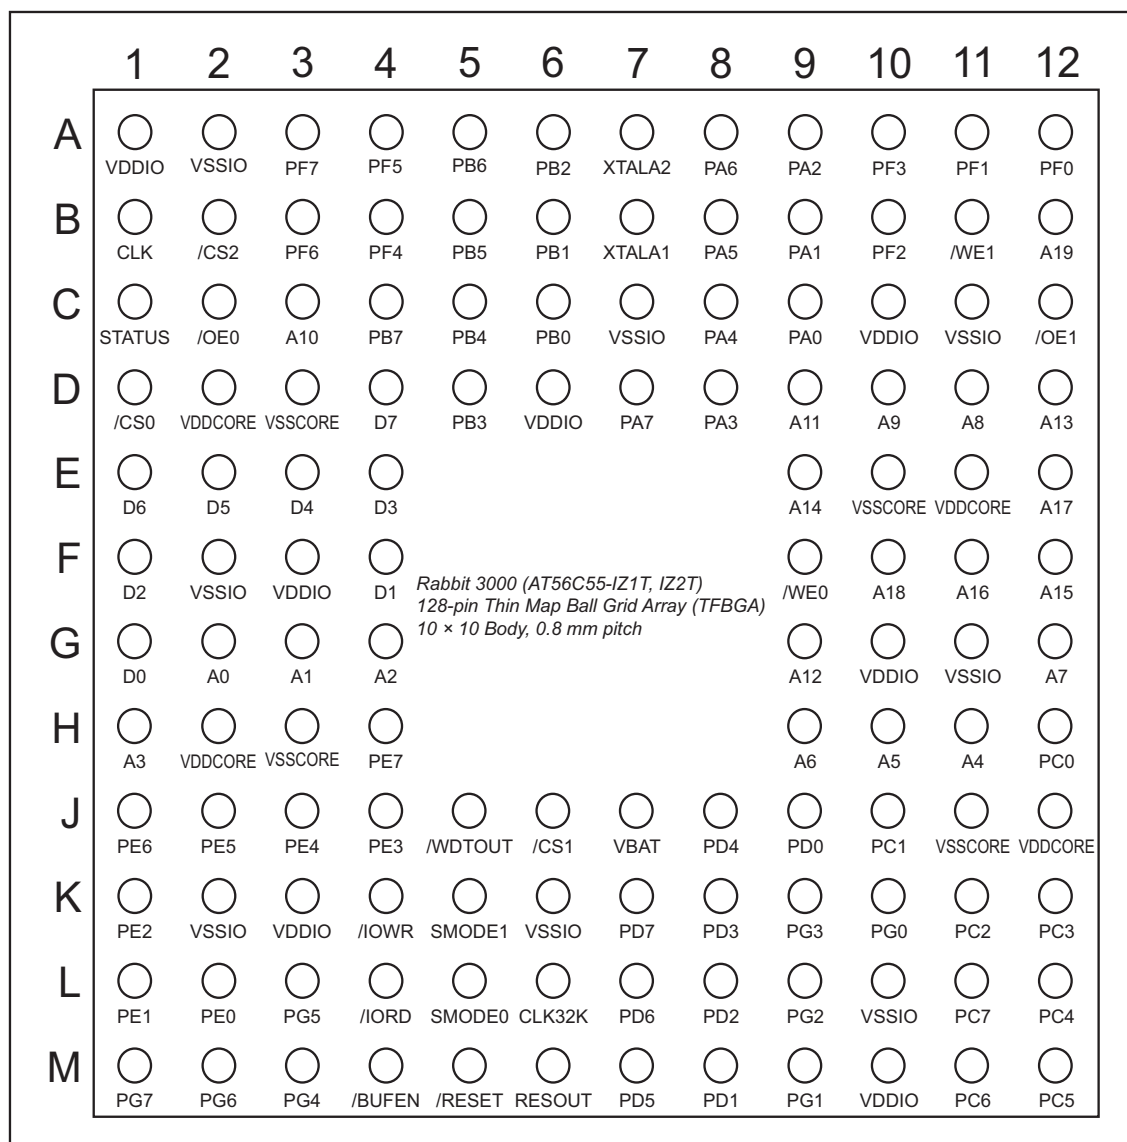 1 2 3 4 5 6 7 8 9 10 11 12
A
VDDIO VSSIO PF7 PF5 PB6 PB2 XTALA2 PA6 PA2 PF3 PF1 PF0
B
CLK /CS2 PF6 PF4 PB5 PB1 XTALA1 PA5 PA1 PF2 /WE1 A19
C
STATUS /OE0 A10 PB7 PB4 PB0 VSSIO PA4 PA0 VDDIO VSSIO /OE1
D
/CS0 VDDCORE VSSCORE D7 PB3 VDDIO PA7 PA3 A11 A9 A8 A13
E
D6 D5 D4 D3 A14 VSSCORE VDDCORE A17
F
D2 VSSIO VDDIO D1 /WE0 A18 A16 A15
Rabbit 3000 (AT56C55-IZ1T, IZ2T)
128-pin Thin Map Ball Grid Array (TFBGA)
10 × 10 Body, 0.8 mm pitch
G
D0 A0 A1 A2 A12 VDDIO VSSIO A7
H
A3 VDDCORE VSSCORE PE7 A6 A5 A4 PC0
J
PE6 PE5 PE4 PE3 /WDTOUT /CS1 VBAT PD4 PD0 PC1 VSSCORE VDDCORE
K
PE2 VSSIO VDDIO /IOWR SMODE1 VSSIO PD7 PD3 PG3 PG0 PC2 PC3
L
PE1 PE0 PG5 /IORD SMODE0 CLK32K PD6 PD2 PG2 VSSIO PC7 PC4
M
PG7 PG6 PG4 /BUFEN /RESET RESOUT PD5 PD1 PG1 VDDIO PC6 PC5